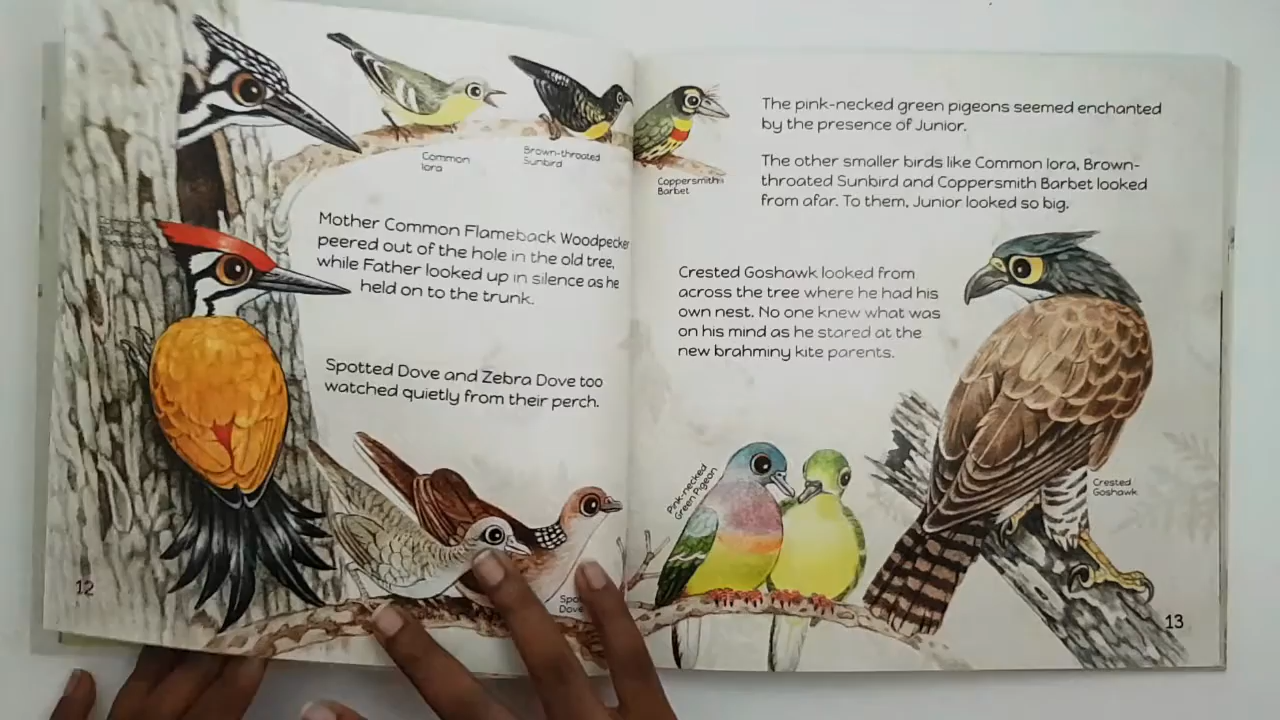 Common
Iora
Brown-throated
Sunbird
Mother Common Flameback Woodpecker
peered out of the hole in the old tree,
while Father looked up in silence as he
held on to the trunk.
Spotted Dove and Zebra Dove too
watched quietly from their perch.
Dove
12
Coppersmith
Barbet
The pink-necked green pigeons seemed enchanted
by the presence of Junior.
The other smaller birds like Common Iora, Brown-
throated Sunbird and Coppersmith Barbet looked
from afar. To them, Junior looked so big.
Crested Goshawk looked from
across the tree where he had his
own nest. No one knew what was
on his mind as he stared at the
new brahminy kite parents.
Pink-necked
Green Pigeon
Crested
Goshawk
13